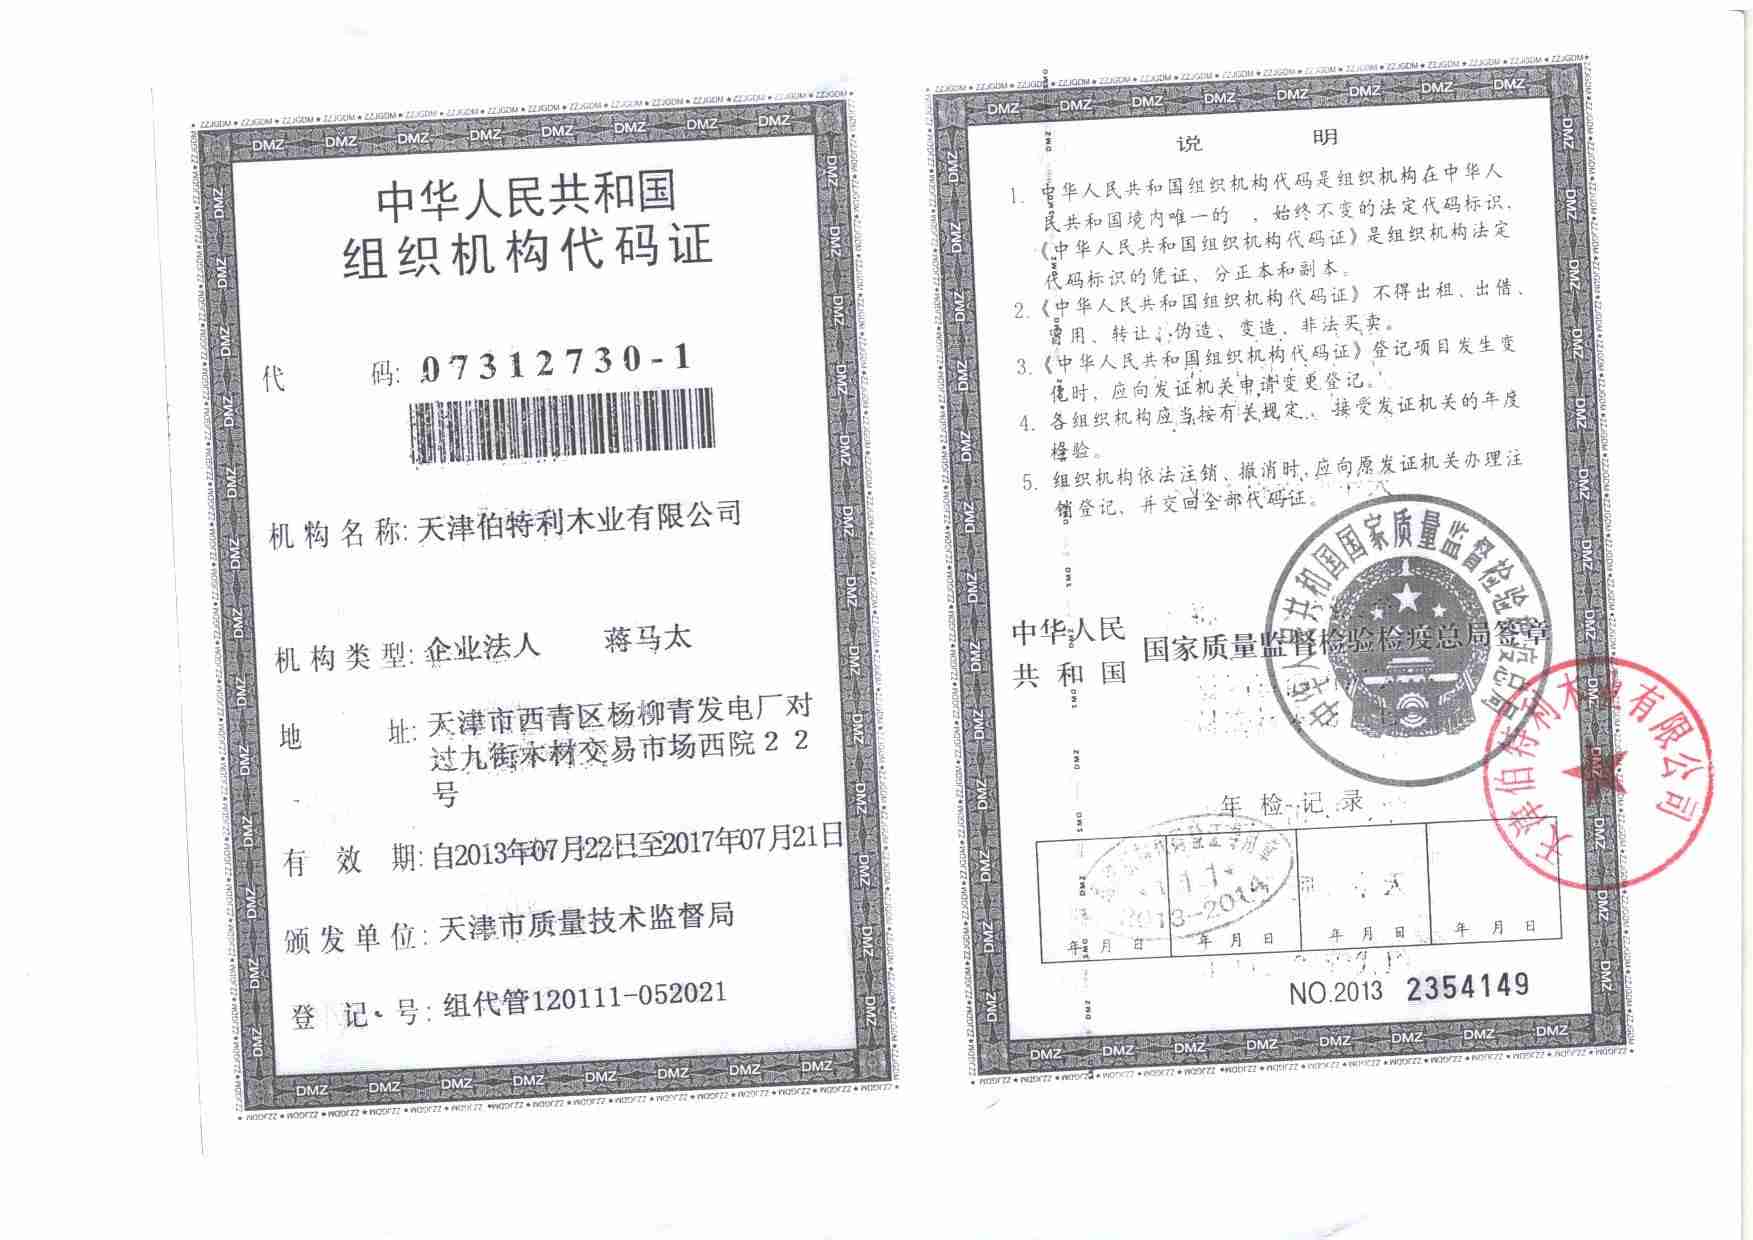 中华人民共和国
组织机构代码证
代 码: 07312730-1
机构名称: 天津伯特利木业有限公司
机构类型: 企业法人 蒋马太
地 址: 天津市西青区杨柳青发电厂对
过九街木材交易市场西院22
号
有 效 期: 自2013年07月22日至2017年07月21日
颁发单位: 天津市质量技术监督局
登 记 号: 组代管120111-052021
说 明
1. 中华人民共和国组织机构代码是组织机构在中华人
民共和国境内唯一的 、始终不变的法定代码标识,
《中华人民共和国组织机构代码证》是组织机构法定
代码标识的凭证、分正本和副本。
2.《中华人民共和国组织机构代码证》不得出租、出借、
冒用、转让、伪造、变造、非法买卖。
3.《中华人民共和国组织机构代码证》登记项目发生变
化时, 应向发证机关申请变更登记。
4. 各组织机构应当按有关规定、接受发证机关的年度
检验。
5. 组织机构依法注销、撤消时,应向原发证机关办理注
销登记、并交回全部代码证。
中华人民共和国国家质量监督检验检疫总局
中华人民
共和国 国家质量监督检验检疫总局签章
天津伯特利木业有限公司
年检记录
2013-2014
年 月 日 年 月 日 年 月 日 年 月 日
NO.2013 2354149